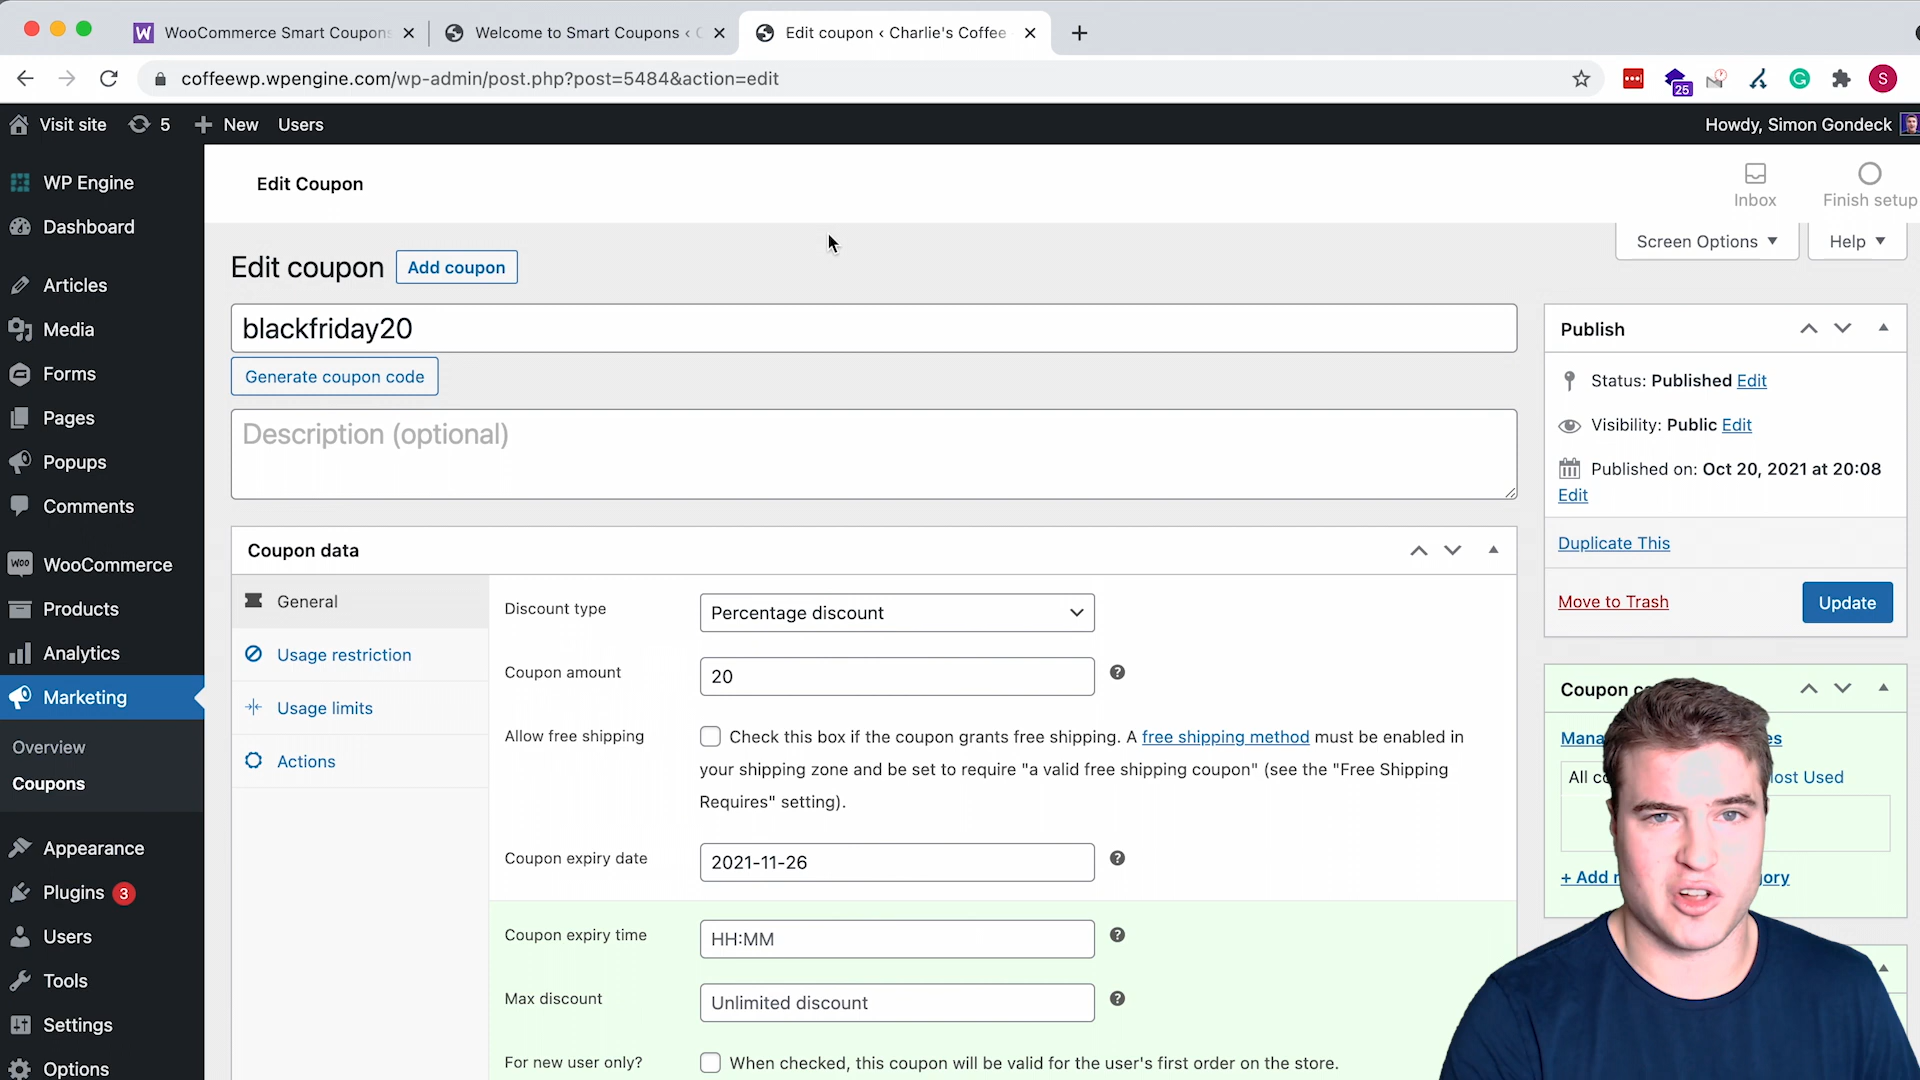 WooCommerce Smart Coupons
Welcome to Smart Coupons ‹ C
Edit coupon ‹ Charlie's Coffee
coffeewp.wpengine.com/wp-admin/post.php?post=5484&action=edit
25
S
Visit site
5
New
Users
Howdy, Simon Gondeck
WP Engine
Dashboard
Articles
Media
Forms
Pages
Popups
Comments
WooCommerce
Products
Analytics
Marketing
Overview
Coupons
Appearance
Plugins 3
Users
Tools
Settings
Options
Edit Coupon
Inbox
Finish setup
Screen Options
Help
Edit coupon
Add coupon
blackfriday20
Generate coupon code
Description (optional)
Coupon data
General
Usage restriction
Usage limits
Actions
Discount type
Percentage discount
Coupon amount
20
Allow free shipping
Check this box if the coupon grants free shipping. A free shipping method must be enabled in
your shipping zone and be set to require "a valid free shipping coupon" (see the "Free Shipping
Requires" setting).
Coupon expiry date
2021-11-26
Coupon expiry time
HH:MM
Max discount
Unlimited discount
For new user only?
When checked, this coupon will be valid for the user's first order on the store.
Publish
Status: Published Edit
Visibility: Public Edit
Published on: Oct 20, 2021 at 20:08
Edit
Duplicate This
Move to Trash
Update
Coupon
All
Used
+ Add